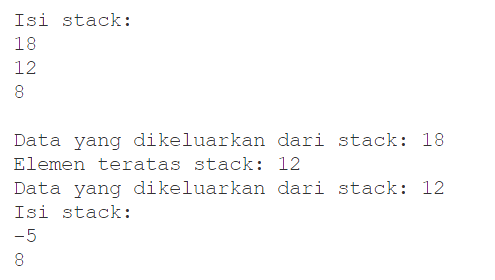 Isi stack:
18
12
8
Data yang dikeluarkan dari stack: 18
Elemen teratas stack: 12
Data yang dikeluarkan dari stack: 12
Isi stack:
-5
8